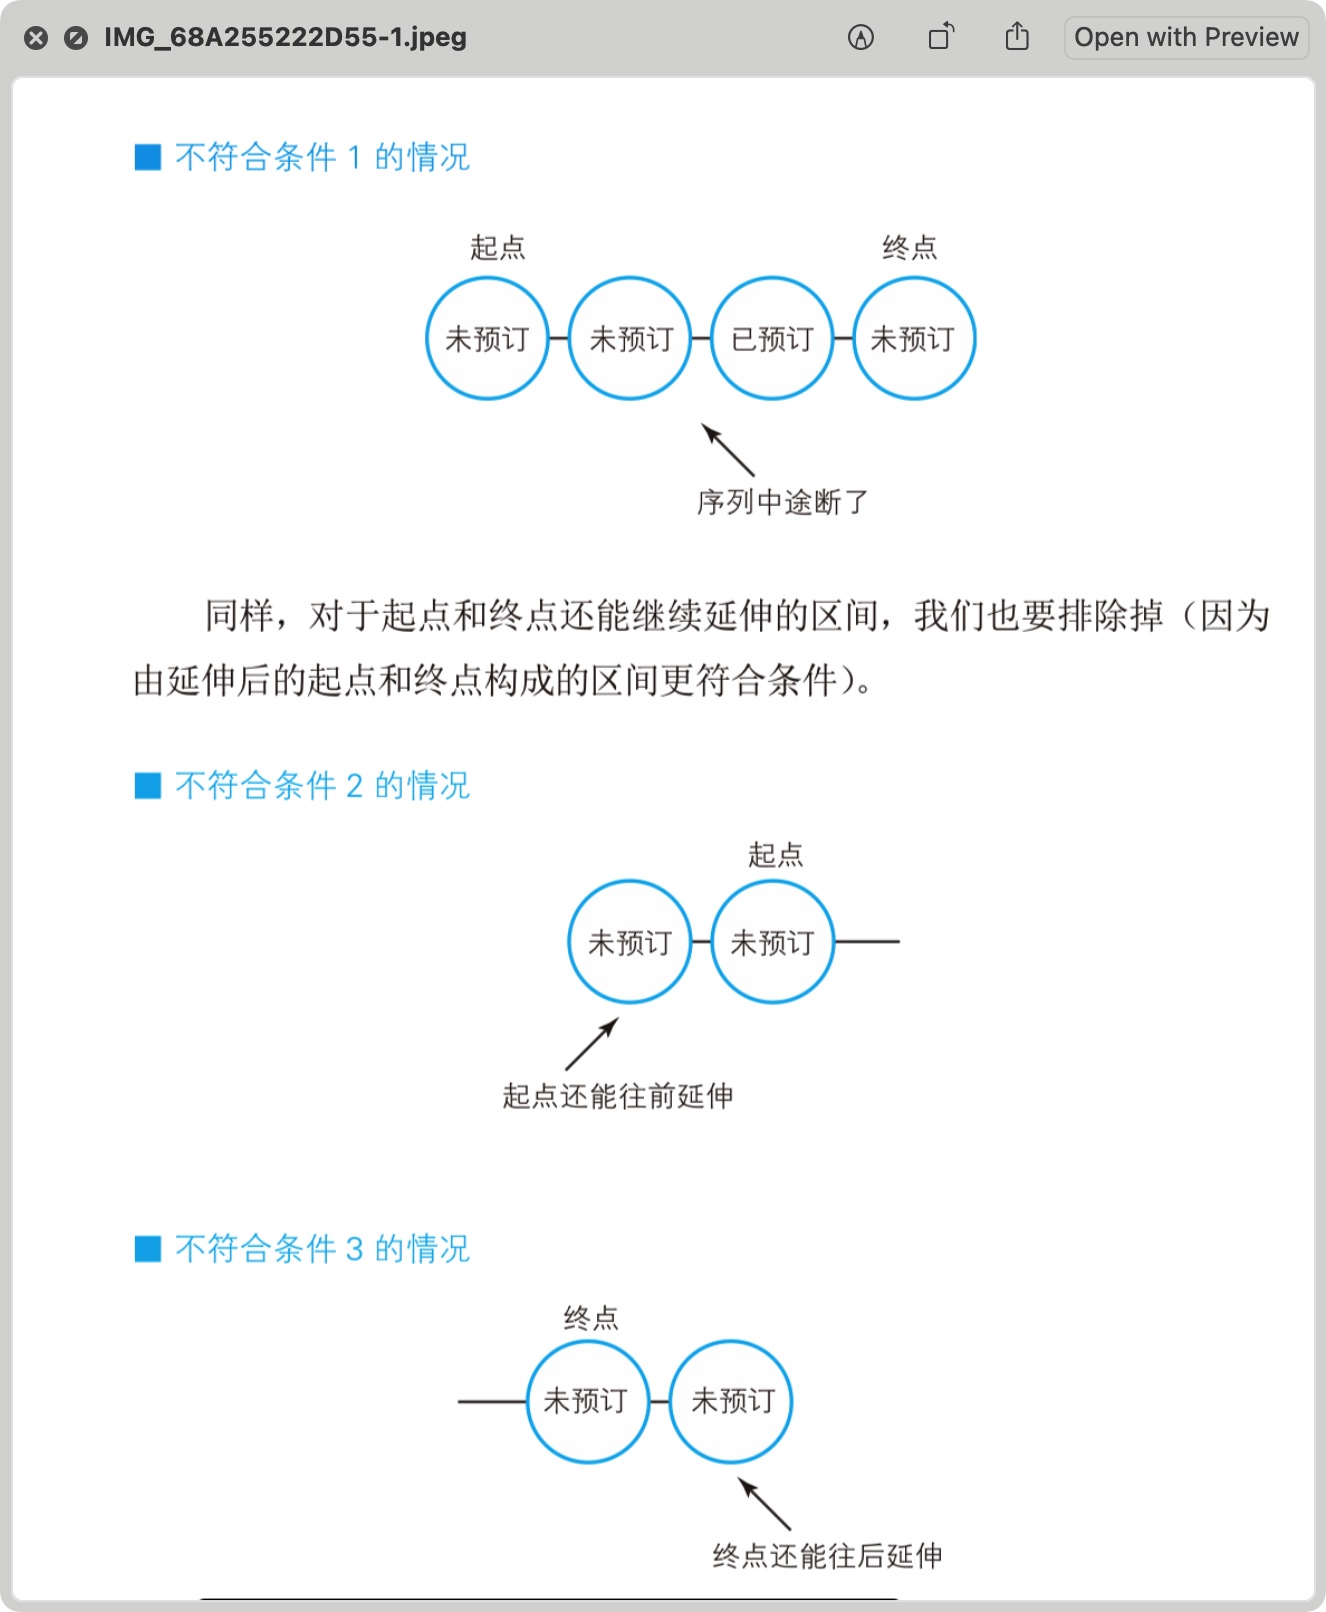 IMG_68A255222D55-1.jpeg
Open with Preview
不符合条件 1 的情况
起点 终点
未预订 未预订 已预订 未预订
序列中途断了
同样，对于起点和终点还能继续延伸的区间，我们也要排除掉（因为
由延伸后的起点和终点构成的区间更符合条件）。
不符合条件 2 的情况
起点
未预订 未预订
起点还能往前延伸
不符合条件 3 的情况
终点
未预订 未预订
终点还能往后延伸